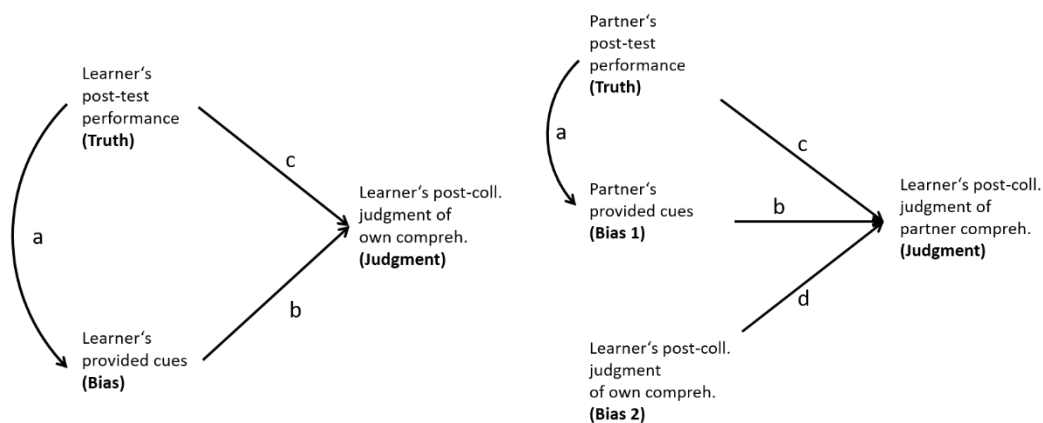 Learner‘s
post-test
performance
(Truth)
a
c
Learner‘s post-coll.
judgment of
own compreh.
(Judgment)
b
Learner‘s
provided cues
(Bias)
Partner‘s
post-test
performance
(Truth)
a
c
Partner‘s
provided cues
(Bias 1)
b
Learner‘s post-coll.
judgment of
partner compreh.
(Judgment)
d
Learner‘s post-coll.
judgment
of own compreh.
(Bias 2)